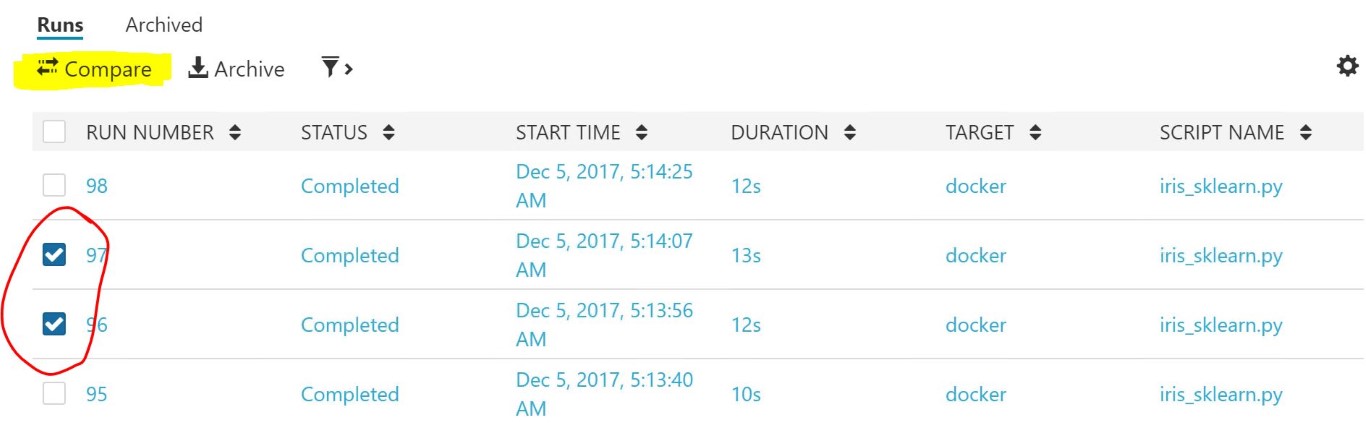 Runs Archived
Compare Archive
RUN NUMBER STATUS START TIME DURATION TARGET SCRIPT NAME
98 Completed Dec 5, 2017, 5:14:25 AM 12s docker iris_sklearn.py
97 Completed Dec 5, 2017, 5:14:07 AM 13s docker iris_sklearn.py
96 Completed Dec 5, 2017, 5:13:56 AM 12s docker iris_sklearn.py
95 Completed Dec 5, 2017, 5:13:40 AM 10s docker iris_sklearn.py